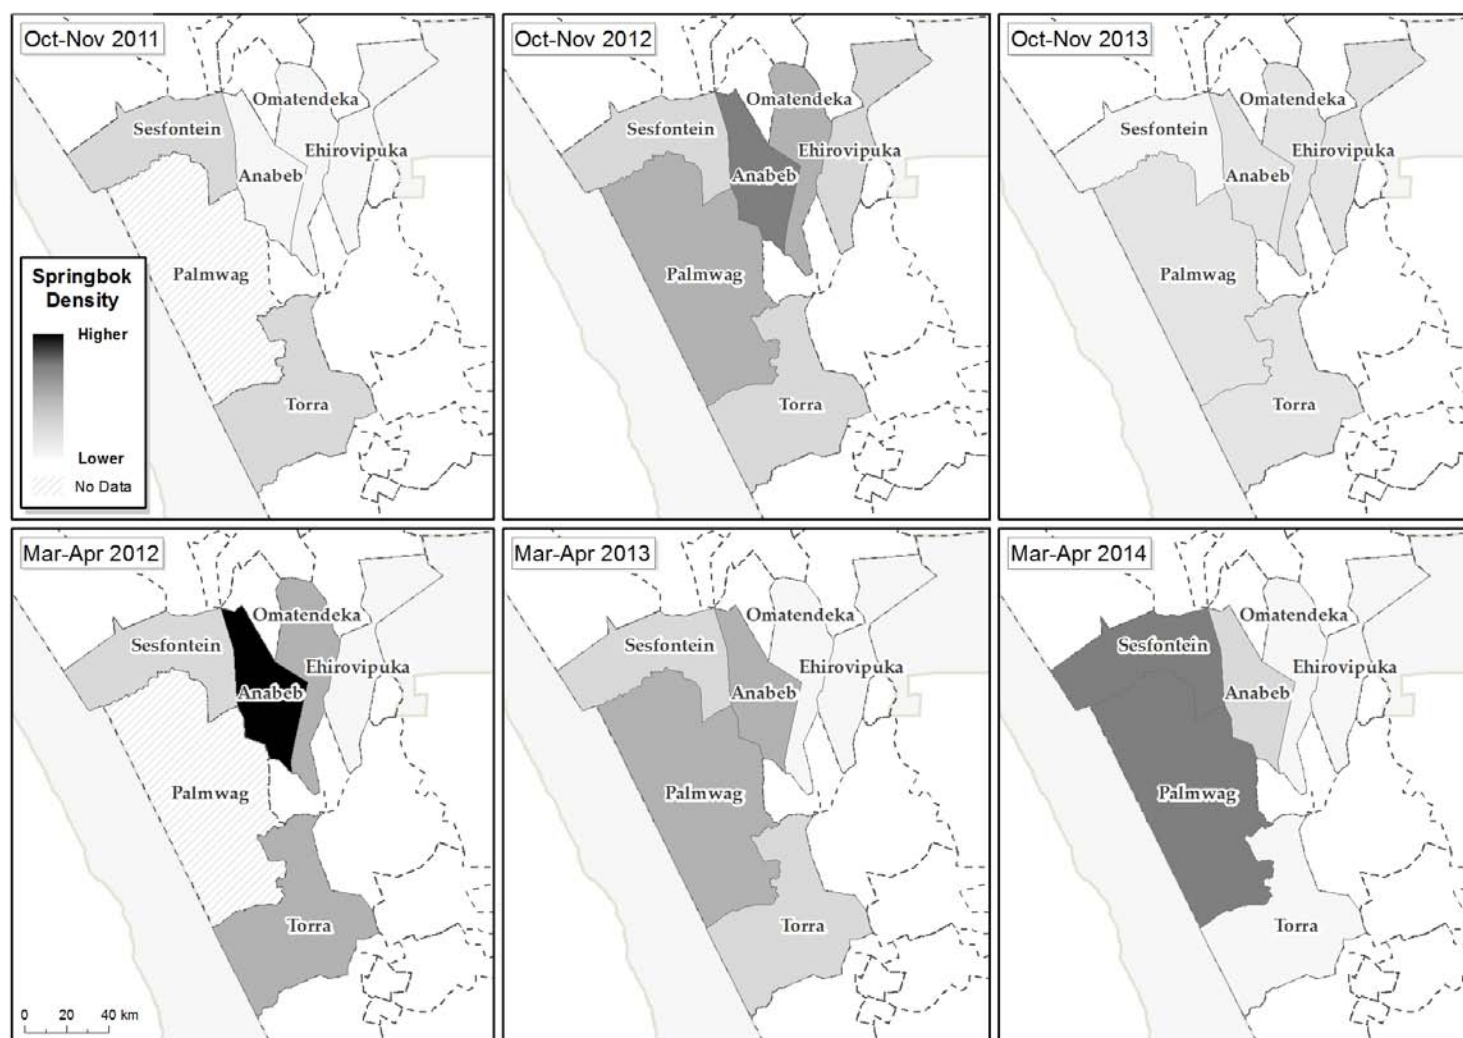 Oct-Nov 2011
Omatendeka
Sesfontein
Ehirovipuka
Anabeb
Palmwag
Torra
Springbok
Density
Higher
Lower
No Data
Oct-Nov 2012
Omatendeka
Sesfontein
Ehirovipuka
Anabeb
Palmwag
Torra
Oct-Nov 2013
Omatendeka
Sesfontein
Ehirovipuka
Anabeb
Palmwag
Torra
Mar-Apr 2012
Omatendeka
Sesfontein
Ehirovipuka
Anabeb
Palmwag
Torra
0 20 40 km
Mar-Apr 2013
Omatendeka
Sesfontein
Ehirovipuka
Anabeb
Palmwag
Torra
Mar-Apr 2014
Omatendeka
Sesfontein
Ehirovipuka
Anabeb
Palmwag
Torra